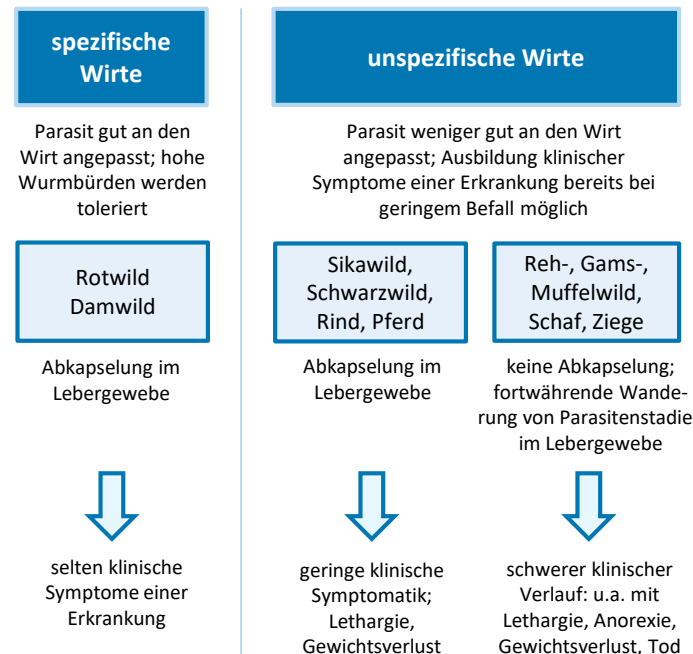 spezifische
Wirte
Parasit gut an den
Wirt angepasst; hohe
Wurmbürden werden
toleriert
Rotwild
Damwild
Abkapselung im
Lebergewebe
selten klinische
Symptome einer
Erkrankung
unspezifische Wirte
Parasit weniger gut an den Wirt
angepasst; Ausbildung klinischer
Symptome einer Erkrankung bereits bei
geringem Befall möglich
Sikawild,
Schwarzwild,
Rind, Pferd
Abkapselung im
Lebergewebe
geringe klinische
Symptomatik;
Lethargie,
Gewichtsverlust
Reh-, Gams-,
Muffelwild,
Schaf, Ziege
keine Abkapselung;
fortwährende Wande-
rung von Parasitenstadie
im Lebergewebe
schwerer klinischer
Verlauf: u.a. mit
Lethargie, Anorexie,
Gewichtsverlust, Tod